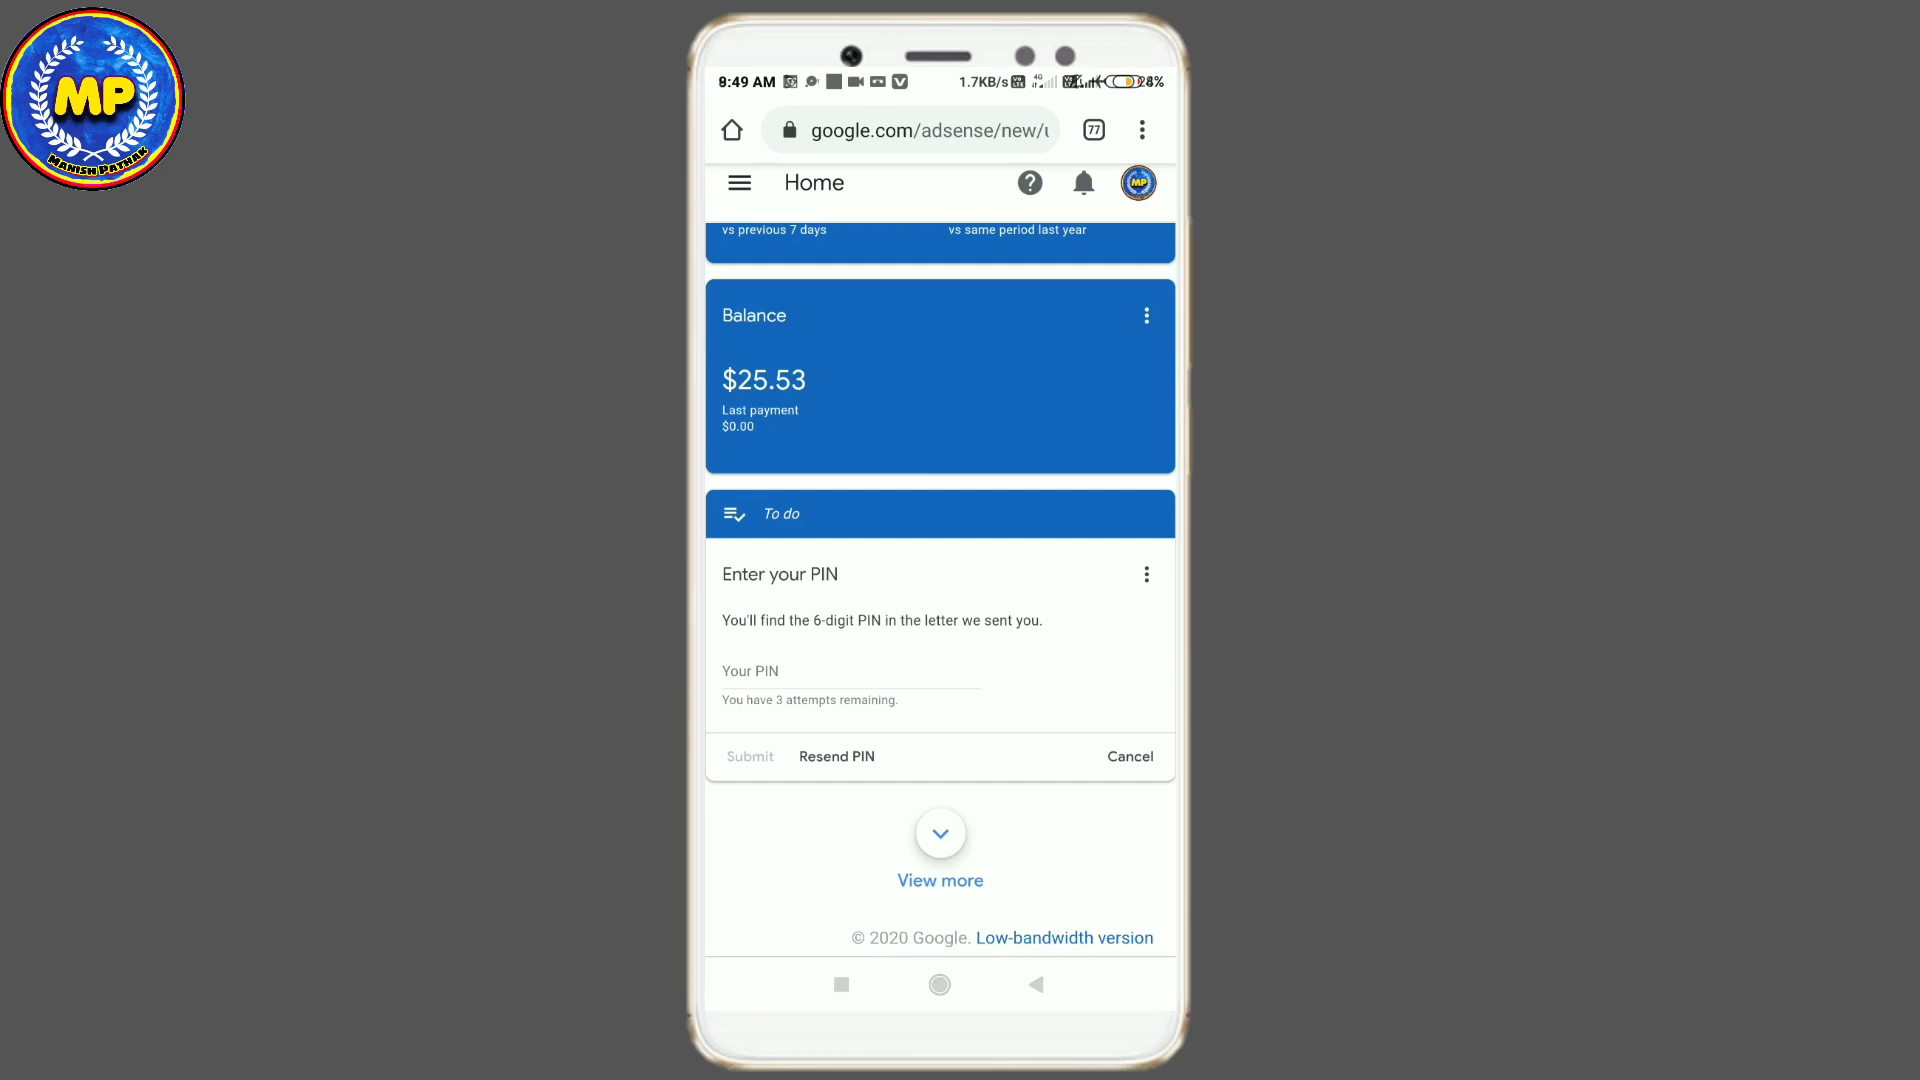 MP
MANISH PATHAK
8:49 AM
1.7KB/s
4G
google.com/adsense/new/u
77
Home
MP
vs previous 7 days
vs same period last year
Balance
$25.53
Last payment
$0.00
To do
Enter your PIN
You'll find the 6-digit PIN in the letter we sent you.
Your PIN
You have 3 attempts remaining.
Submit
Resend PIN
Cancel
View more
© 2020 Google. Low-bandwidth version